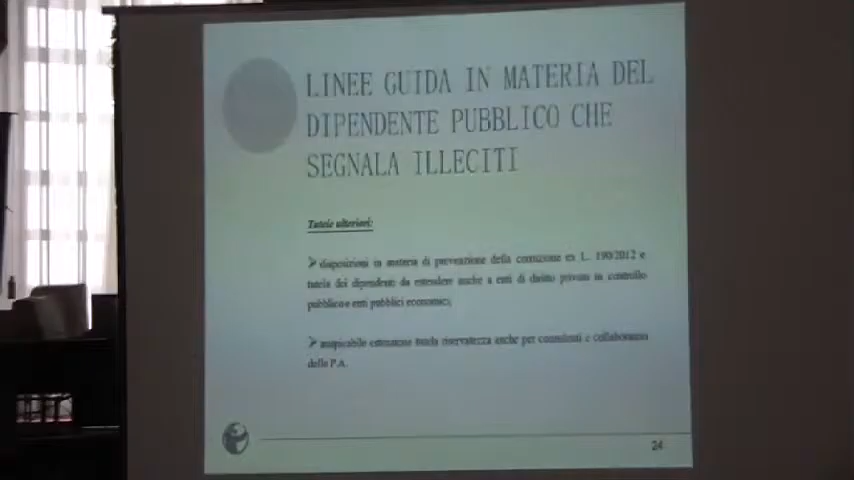 LINEE GUIDA IN MATERIA DEL
DIPENDENTE PUBBLICO CHE
SEGNALA ILLECITI
Tutele ulteriori:
➢ disposizioni in materia di prevenzione della corruzione ex L. 190/2012 e
tutela dei dipendenti da estendere anche a enti di diritto privato in controllo
pubblico e enti pubblici economici;
➢ auspicabile estensione tutela riservatezza anche per consulenti e collaboratori
delle P.A.
24